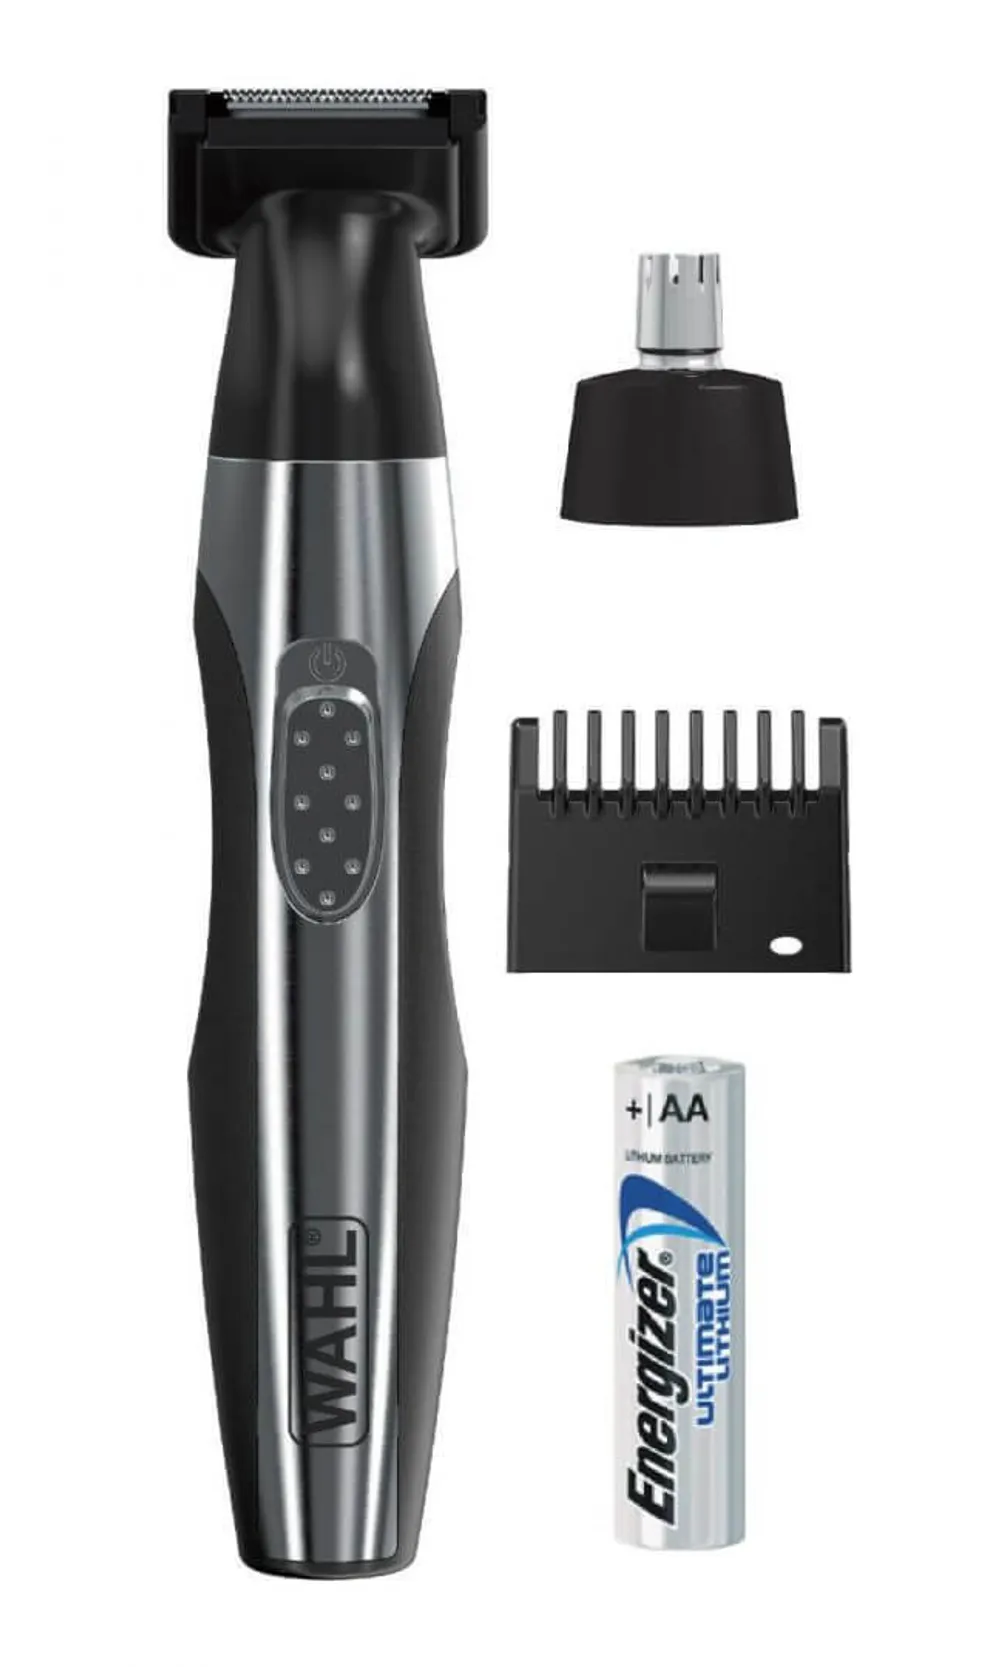 WAHL®
+|AA
LITHIUM BATTERY
Energizer®
ULTIMATE
LITHIUM